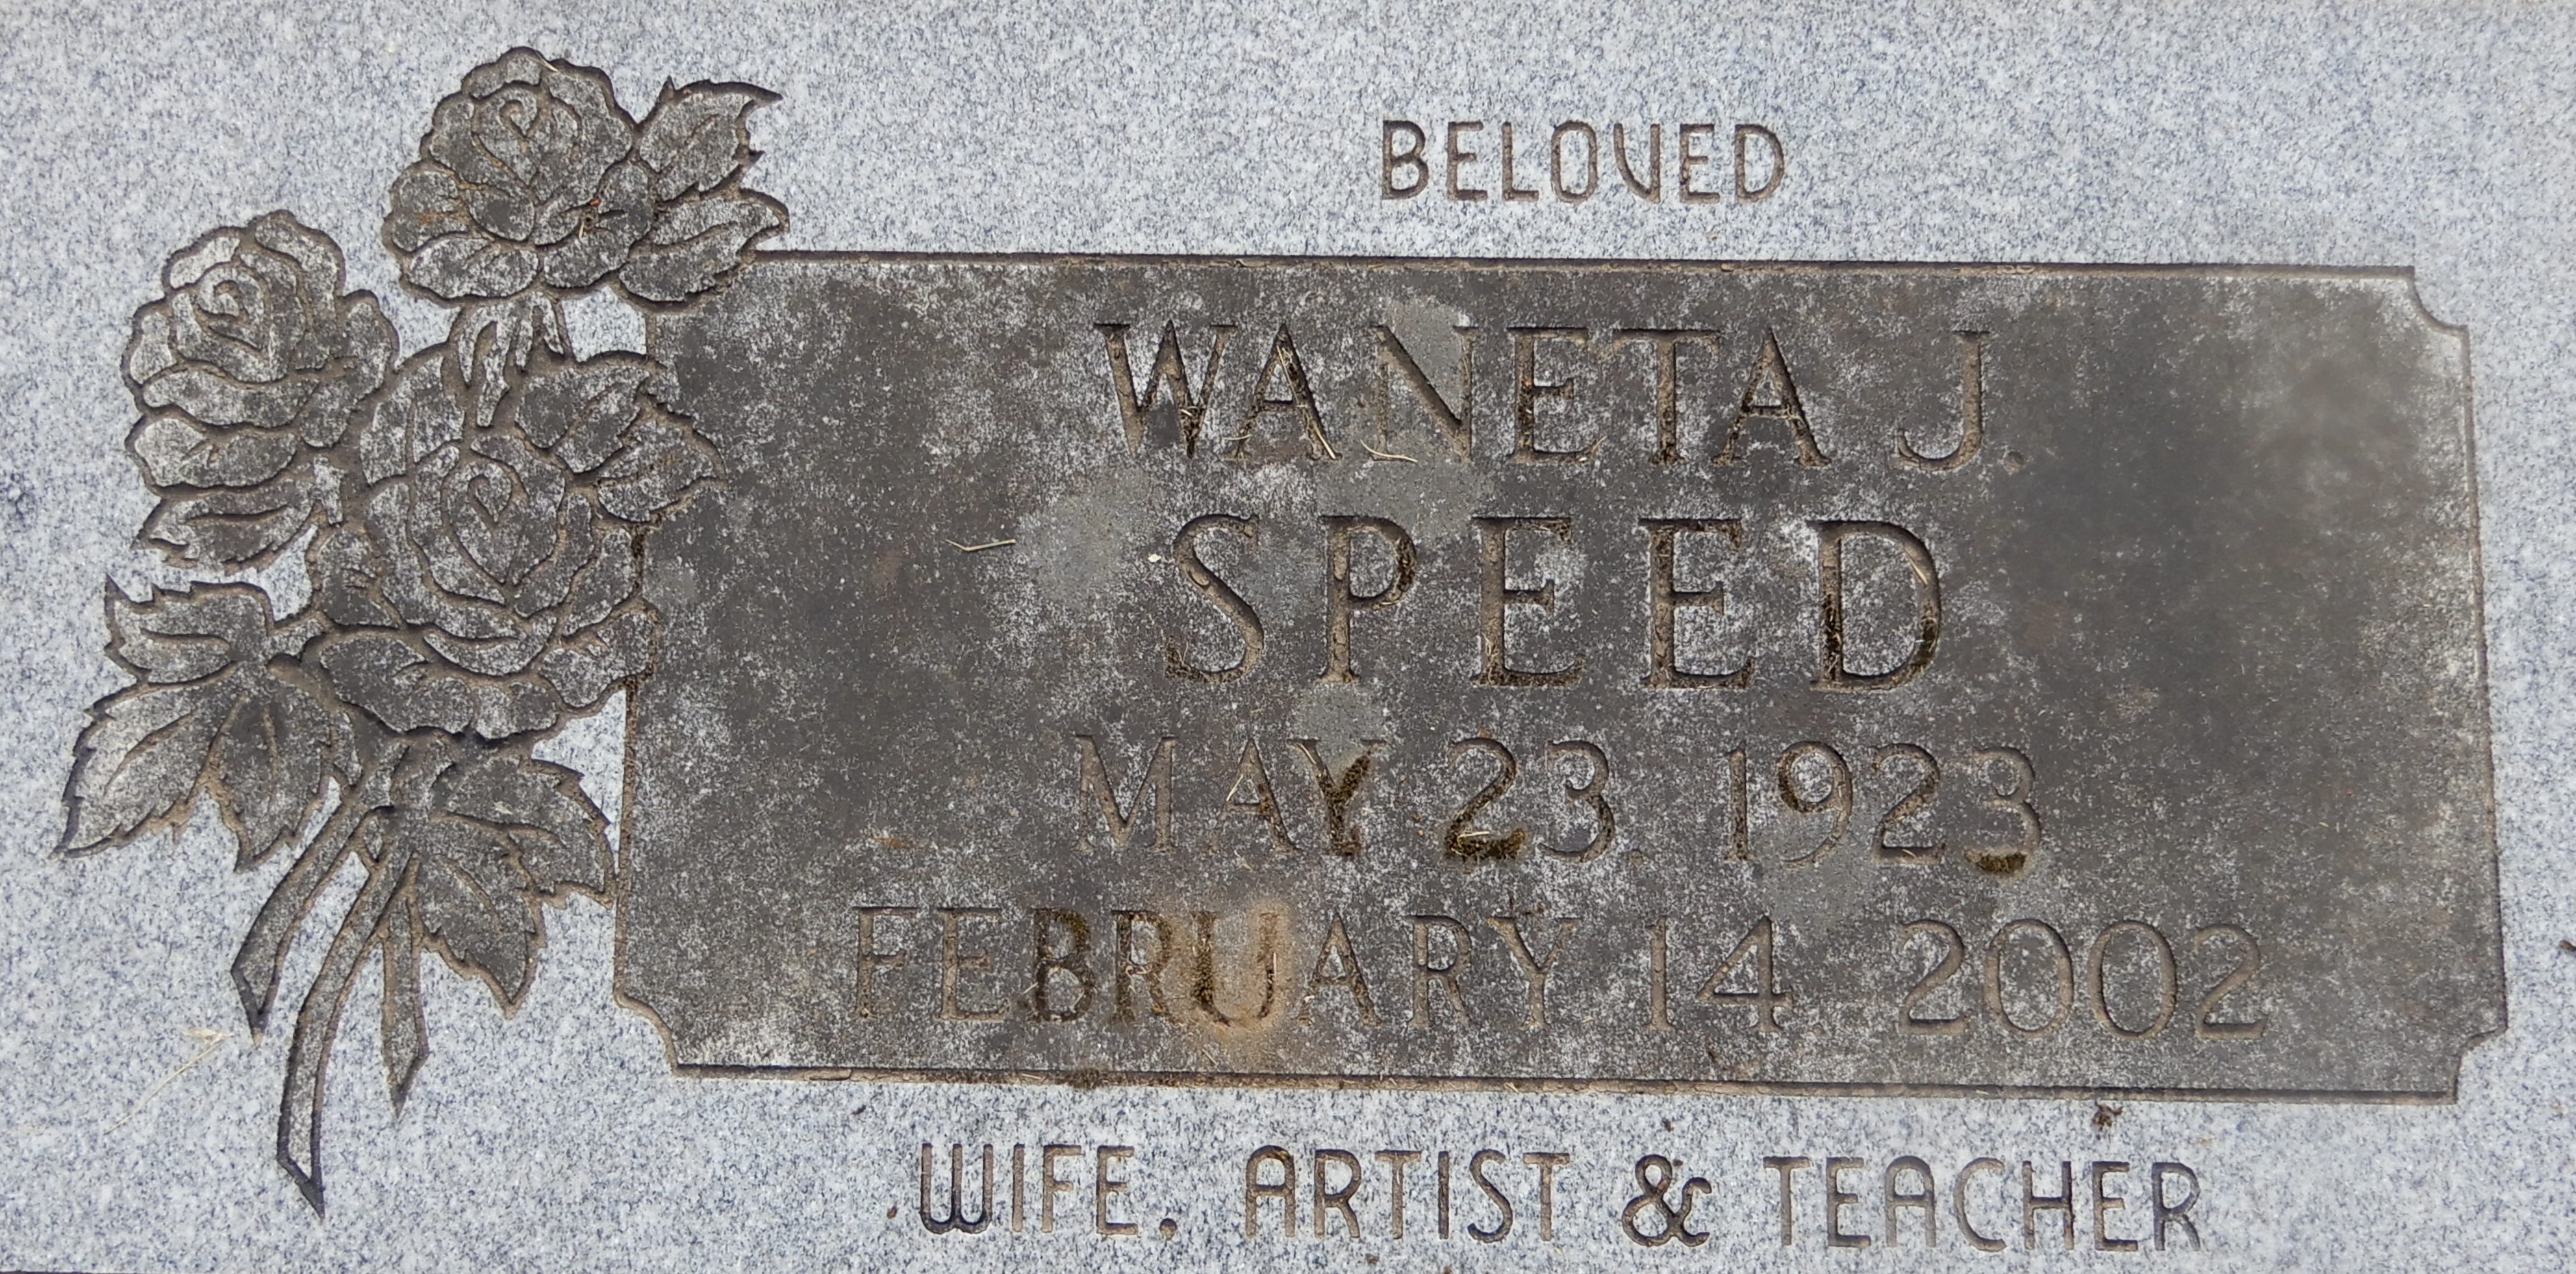 BELOVED
WANETA J.
SPEED
MAY 23, 1923
FEBRUARY 14, 2002
WIFE, ARTIST & TEACHER